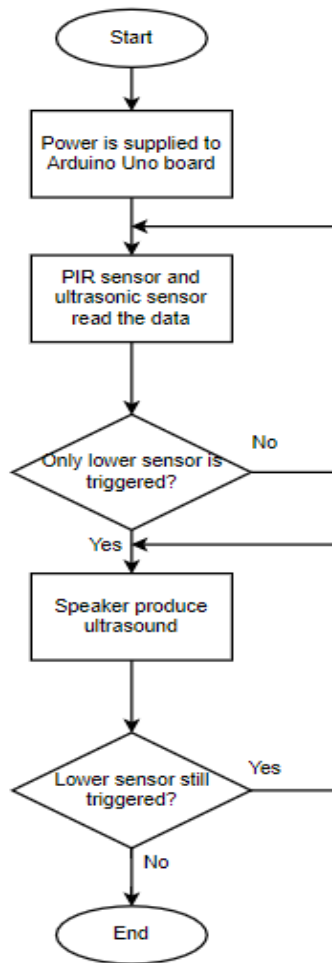 Start
Power is supplied to
Arduino Uno board
PIR sensor and
ultrasonic sensor
read the data
Only lower sensor is
triggered?
No
Yes
Speaker produce
ultrasound
Lower sensor still
triggered?
Yes
No
End